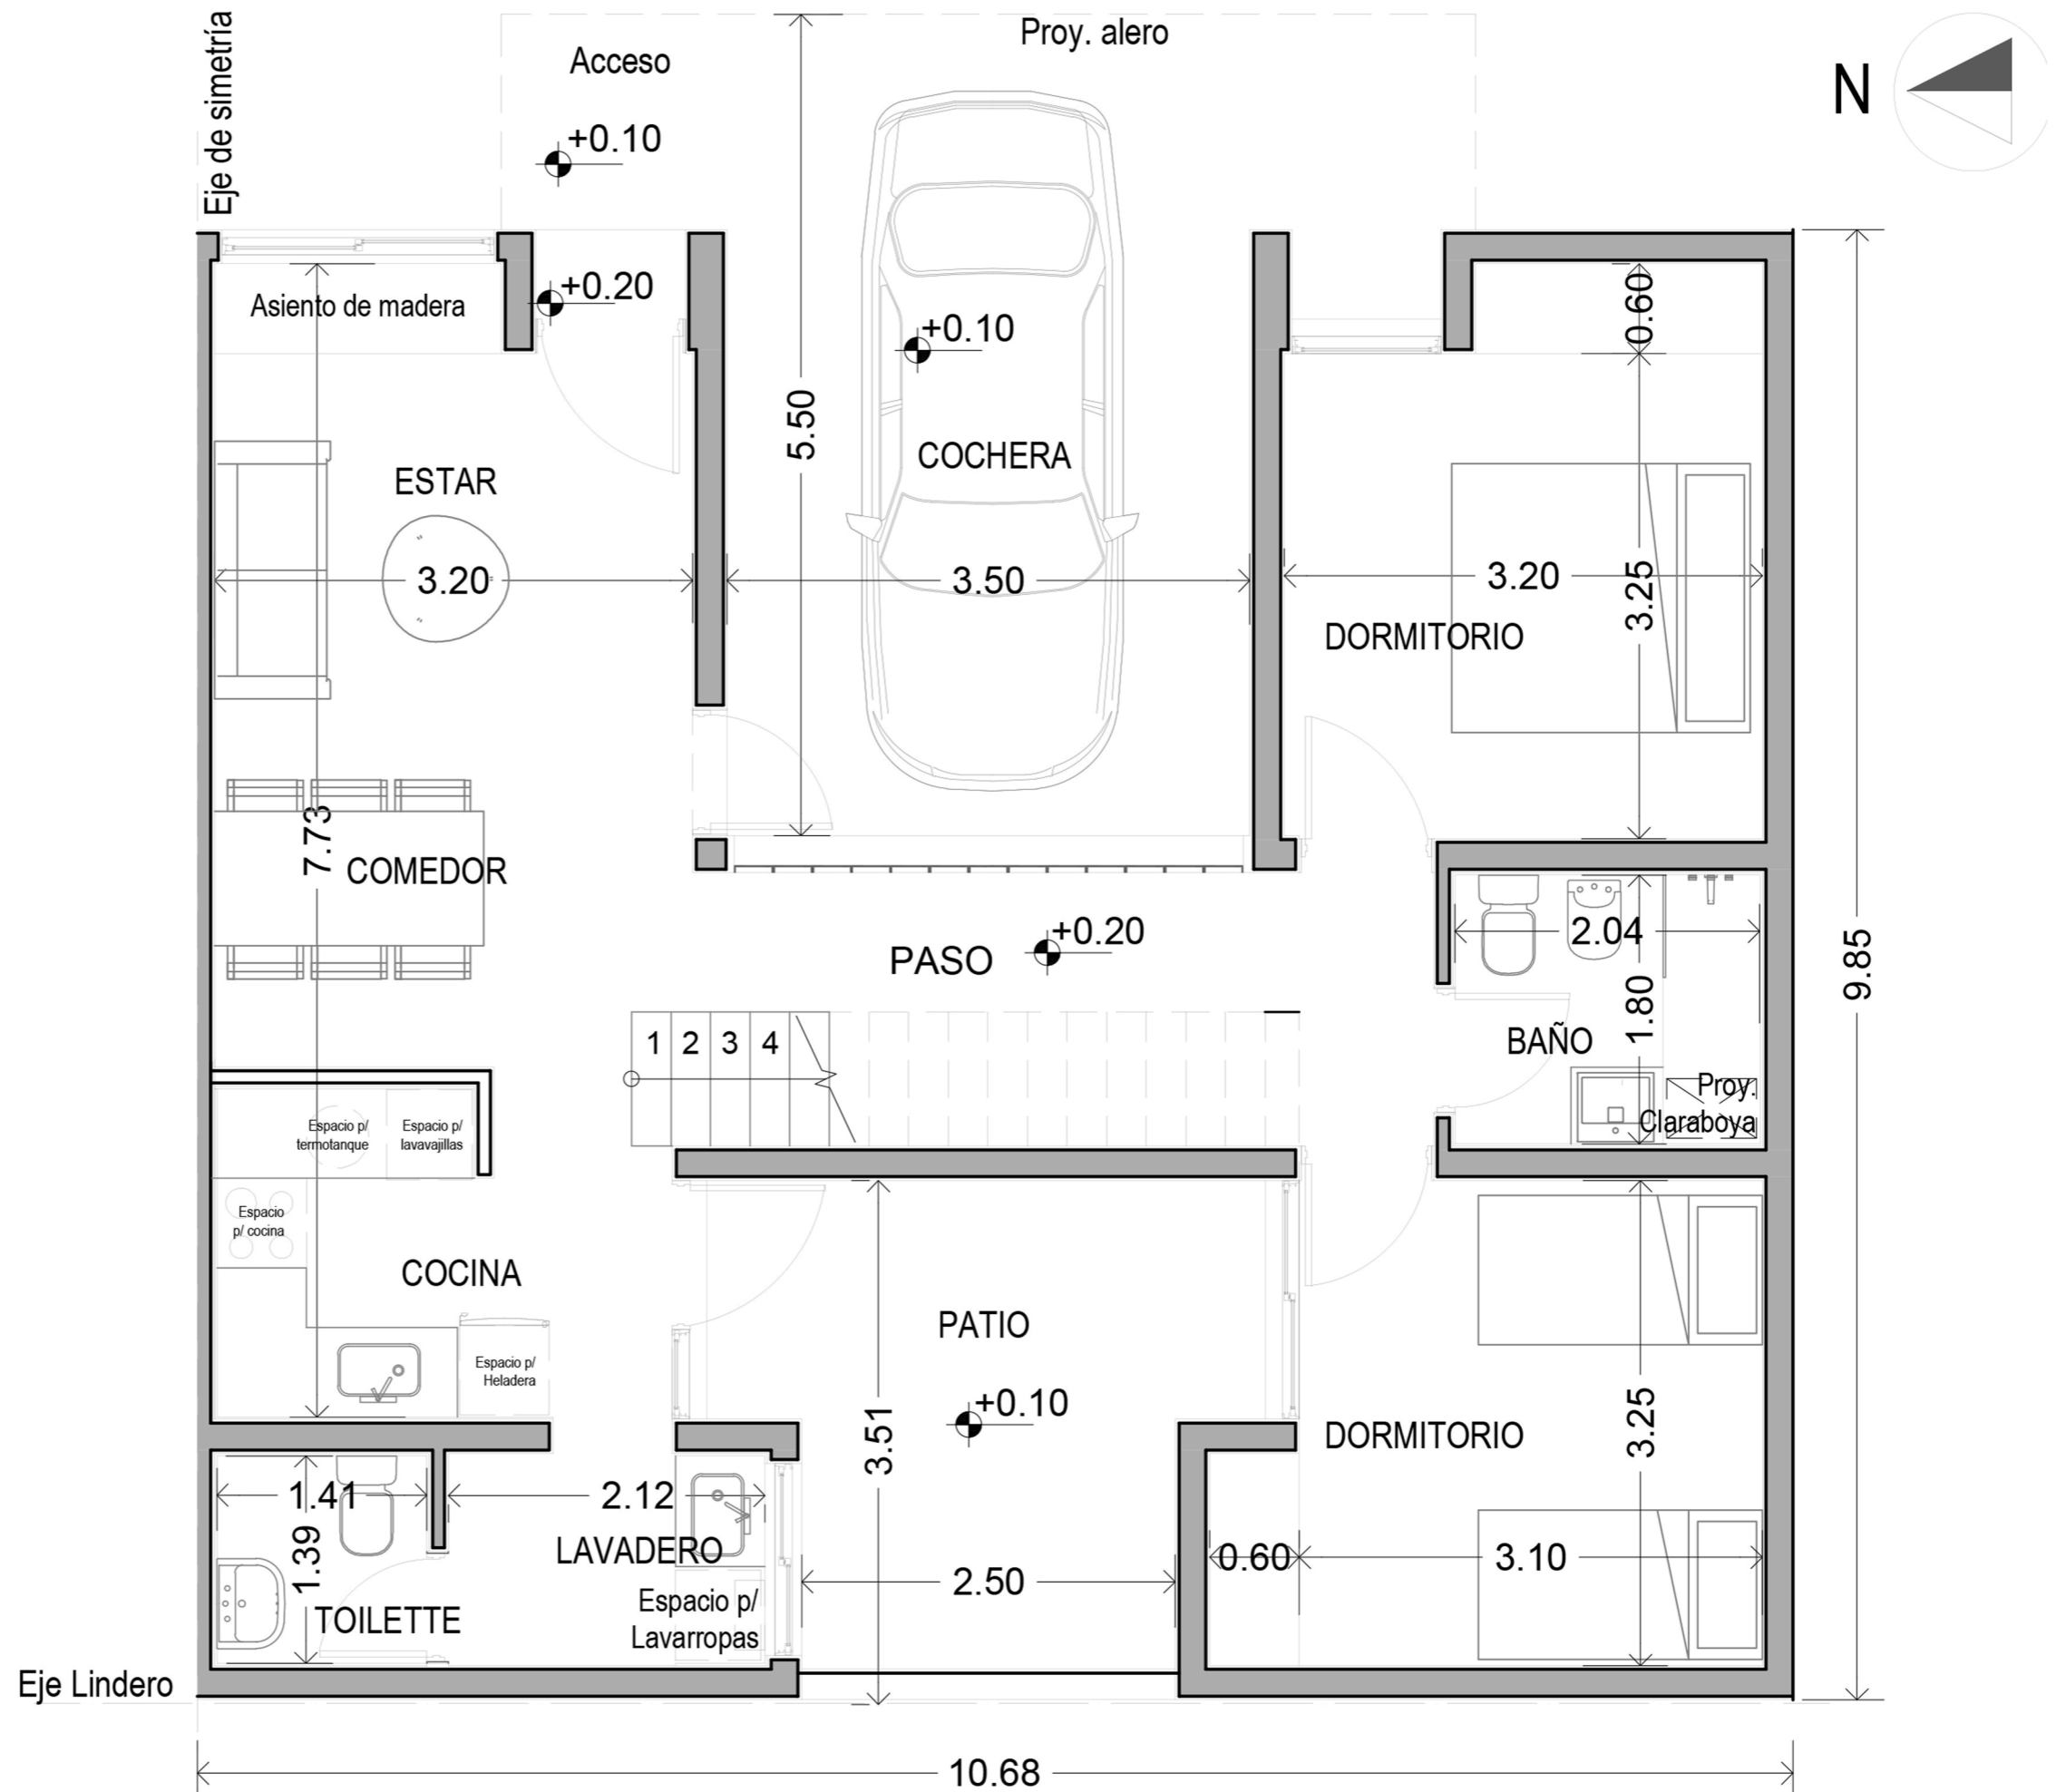 Eje de simetría
Acceso
Proy. alero
N
+0.10
+0.20
Asiento de madera
+0.10
0.60
5.50
ESTAR
COCHERA
3.20
3.50
3.20
3.25
DORMITORIO
7.73
COMEDOR
PASO
+0.20
2.04
1.80
9.85
1 2 3 4
BAÑO
Proy.
Claraboya
Espacio p/
termotanque
Espacio p/
lavavajillas
Espacio
p/ cocina
COCINA
Espacio p/
Heladera
PATIO
+0.10
3.51
DORMITORIO
3.25
1.41
1.39
2.12
LAVADERO
TOILETTE
Espacio p/
Lavarropas
2.50
0.60
3.10
Eje Lindero
10.68